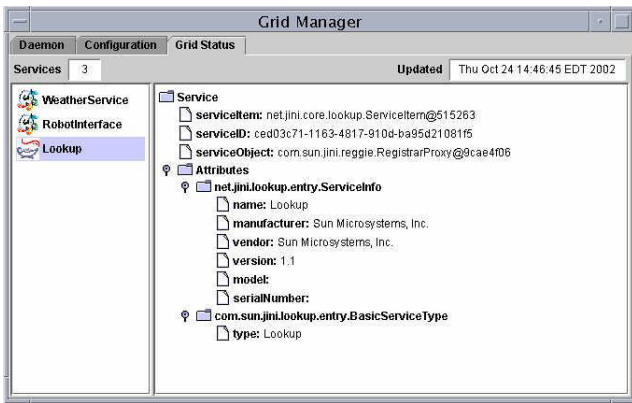 Grid Manager
Daemon Configuration Grid Status
Services 3 Updated Thu Oct 24 14:46:45 EDT 2002
WeatherService
RobotInterface
Lookup
Service
serviceItem: net.jini.core.lookup.ServiceItem@515263
serviceID: ced03c71-1163-4817-910d-ba95d21081f5
serviceObject: com.sun.jini.reggie.RegistrarProxy@9cae4f06
Attributes
net.jini.lookup.entry.ServiceInfo
name: Lookup
manufacturer: Sun Microsystems, Inc.
vendor: Sun Microsystems, Inc.
version: 1.1
model:
serialNumber:
com.sun.jini.lookup.entry.BasicServiceType
type: Lookup